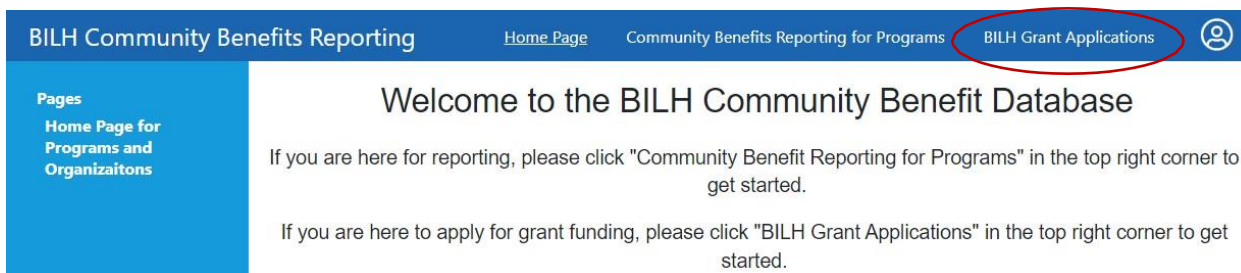 BILH Community Benefits Reporting
Home Page
Community Benefits Reporting for Programs
BILH Grant Applications
Pages
Home Page for
Programs and
Organizaitons
Welcome to the BILH Community Benefit Database
If you are here for reporting, please click "Community Benefit Reporting for Programs" in the top right corner to
get started.
If you are here to apply for grant funding, please click "BILH Grant Applications" in the top right corner to get
started.